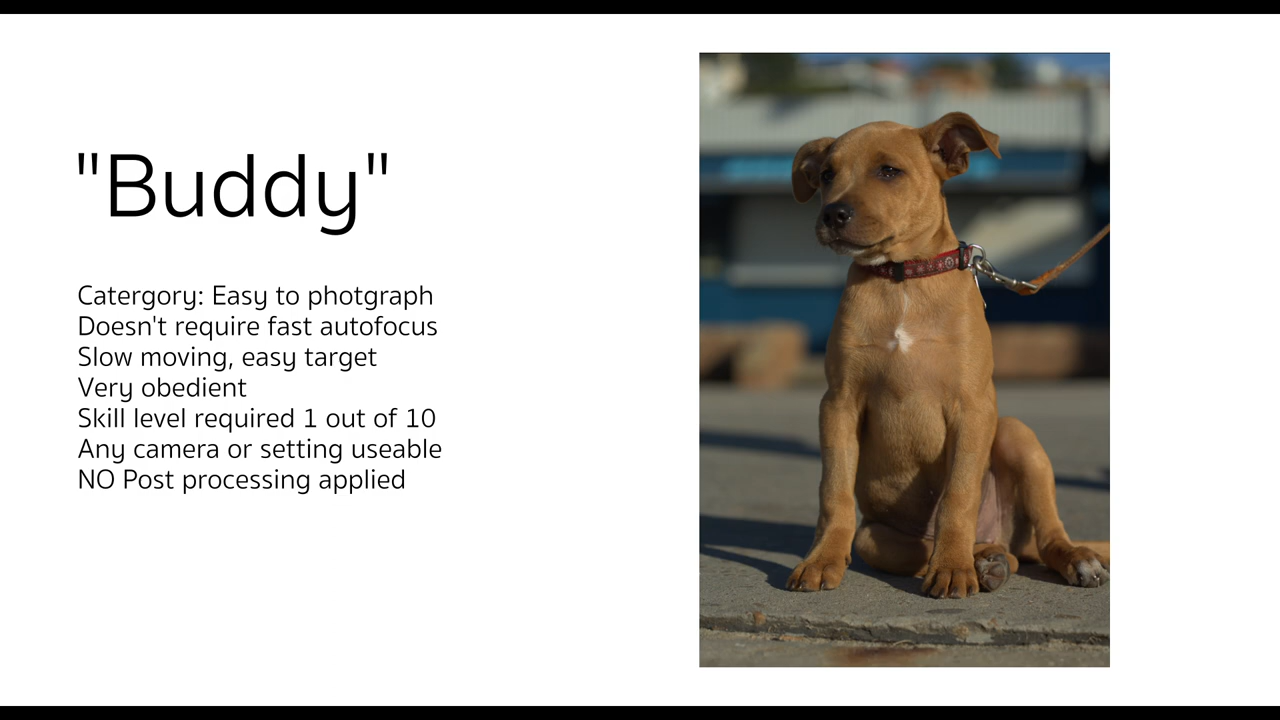 "Buddy"
Catergory: Easy to photgraph
Doesn't require fast autofocus
Slow moving, easy target
Very obedient
Skill level required 1 out of 10
Any camera or setting useable
NO Post processing applied